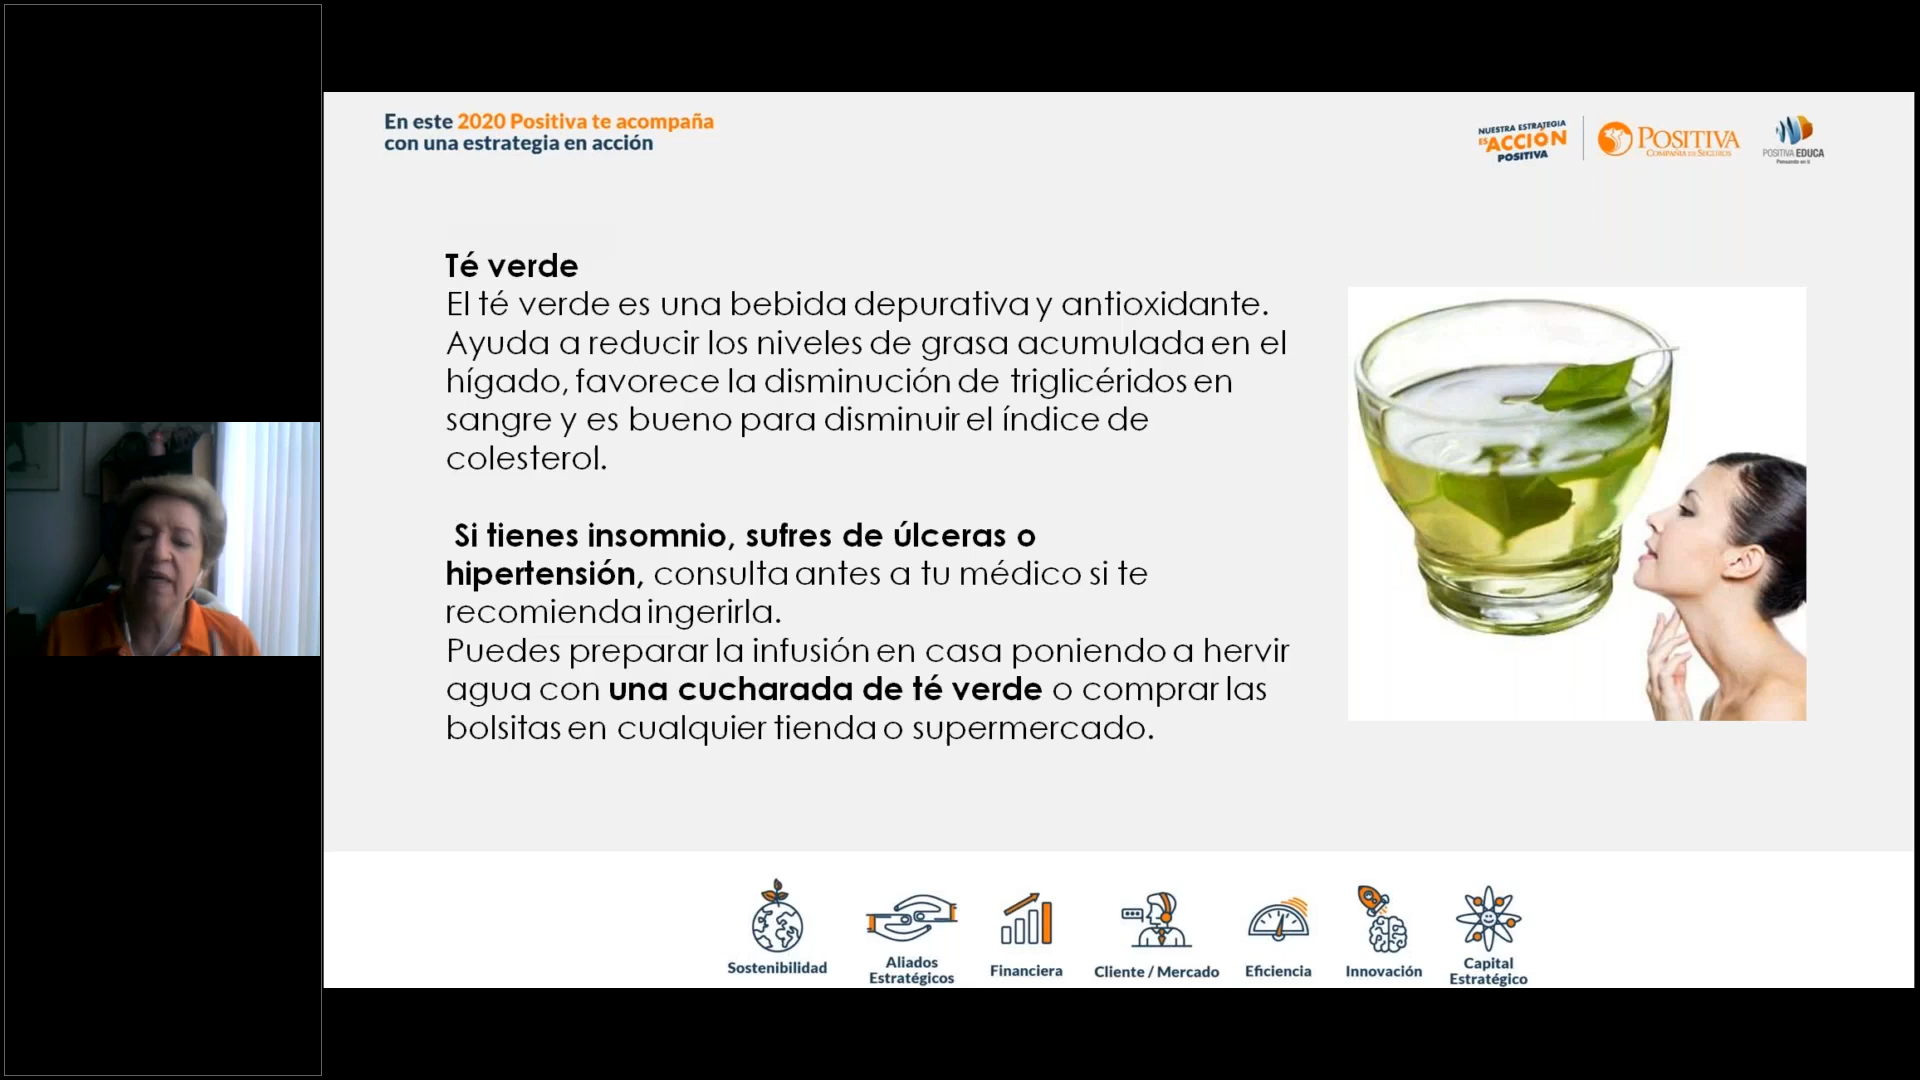 En este 2020 Positiva te acompaña
con una estrategia en acción
NUESTRA ESTRATEGIA
ES ACCIÓN
POSITIVA
POSITIVA
COMPAÑÍA DE SEGUROS
POSITIVA EDUCA
Pensando en ti
Té verde
El té verde es una bebida depurativa y antioxidante.
Ayuda a reducir los niveles de grasa acumulada en el
hígado, favorece la disminución de triglicéridos en
sangre y es bueno para disminuir el índice de
colesterol.
Si tienes insomnio, sufres de úlceras o
hipertensión, consulta antes a tu médico si te
recomienda ingerirla.
Puedes preparar la infusión en casa poniendo a hervir
agua con una cucharada de té verde o comprar las
bolsitas en cualquier tienda o supermercado.
Sostenibilidad
Aliados
Estratégicos
Financiera
Cliente / Mercado
Eficiencia
Innovación
Capital
Estratégico